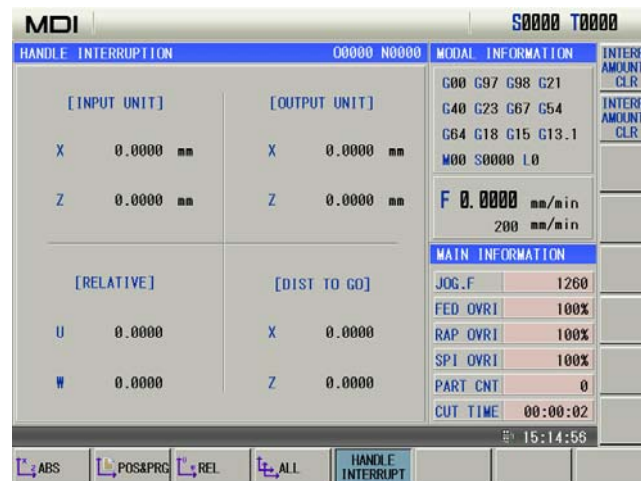 MDI S0000 T0000
HANDLE INTERRUPTION O0000 N0000
[INPUT UNIT] [OUTPUT UNIT]
X 0.0000 mm X 0.0000 mm
Z 0.0000 mm Z 0.0000 mm
[RELATIVE] [DIST TO GO]
U 0.0000 X 0.0000
W 0.0000 Z 0.0000
MODAL INFORMATION
G00 G97 G98 G21
G40 G23 G67 G54
G64 G18 G15 G13.1
M00 S0000 L0
F 0.0000 mm/min
200 mm/min
MAIN INFORMATION
JOG.F 1260
FED OVRI 100%
RAP OVRI 100%
SPI OVRI 100%
PART CNT 0
CUT TIME 00:00:02
15:14:56
INTERF
AMOUNT
CLR
INTERF
AMOUNT
CLR
ABS POS&PRG REL ALL HANDLE
INTERRUPT